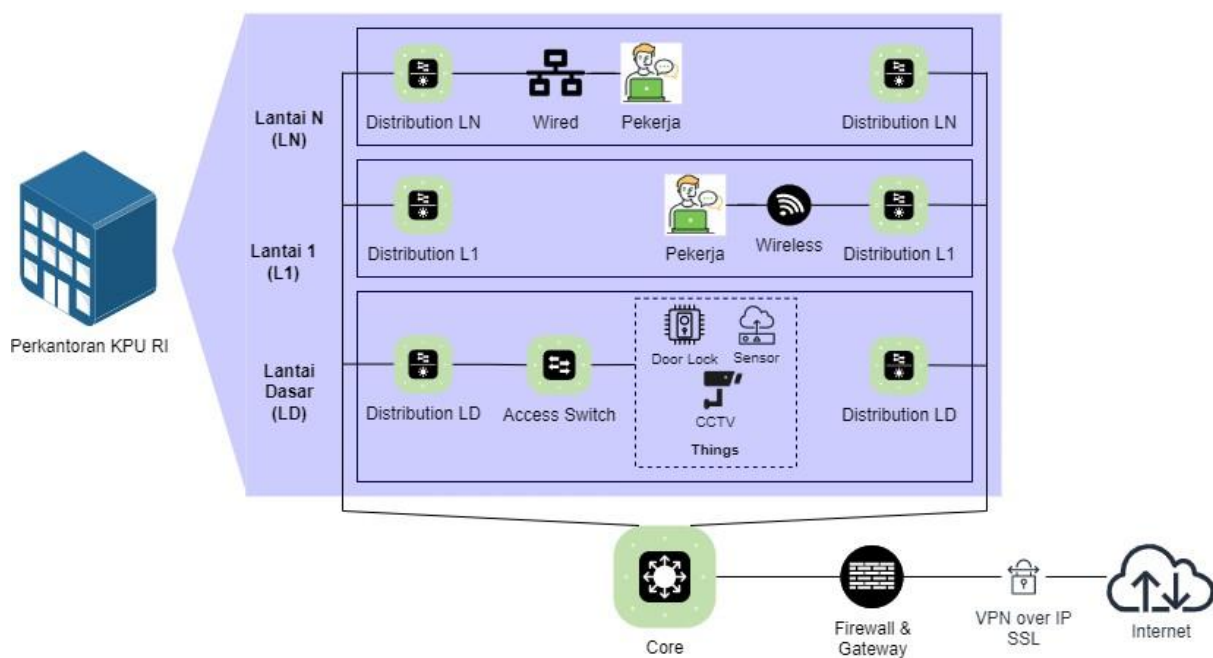 Lantai N
(LN)
Distribution LN
Wired
Pekerja
Distribution LN
Lantai 1
(L1)
Distribution L1
Pekerja
Wireless
Distribution L1
Perkantoran KPU RI
Lantai
Dasar
(LD)
Distribution LD
Access Switch
Door Lock
Sensor
CCTV
Things
Distribution LD
Core
Firewall &
Gateway
VPN over IP
SSL
Internet